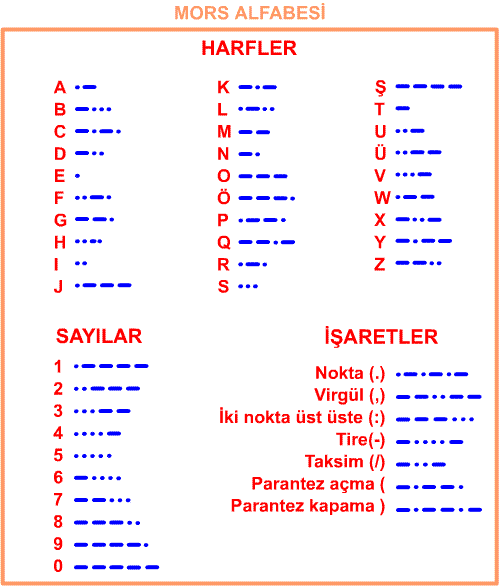 MORS ALFABESİ
HARFLER
A
B
C
D
E
F
G
H
I
J
K
L
M
N
O
Ö
P
Q
R
S
Ş
T
U
Ü
V
W
X
Y
Z
SAYILAR
1
2
3
4
5
6
7
8
9
0
İŞARETLER
Nokta (.)
Virgül (,)
İki nokta üst üste (:)
Tire(-)
Taksim (/)
Parantez açma (
Parantez kapama )